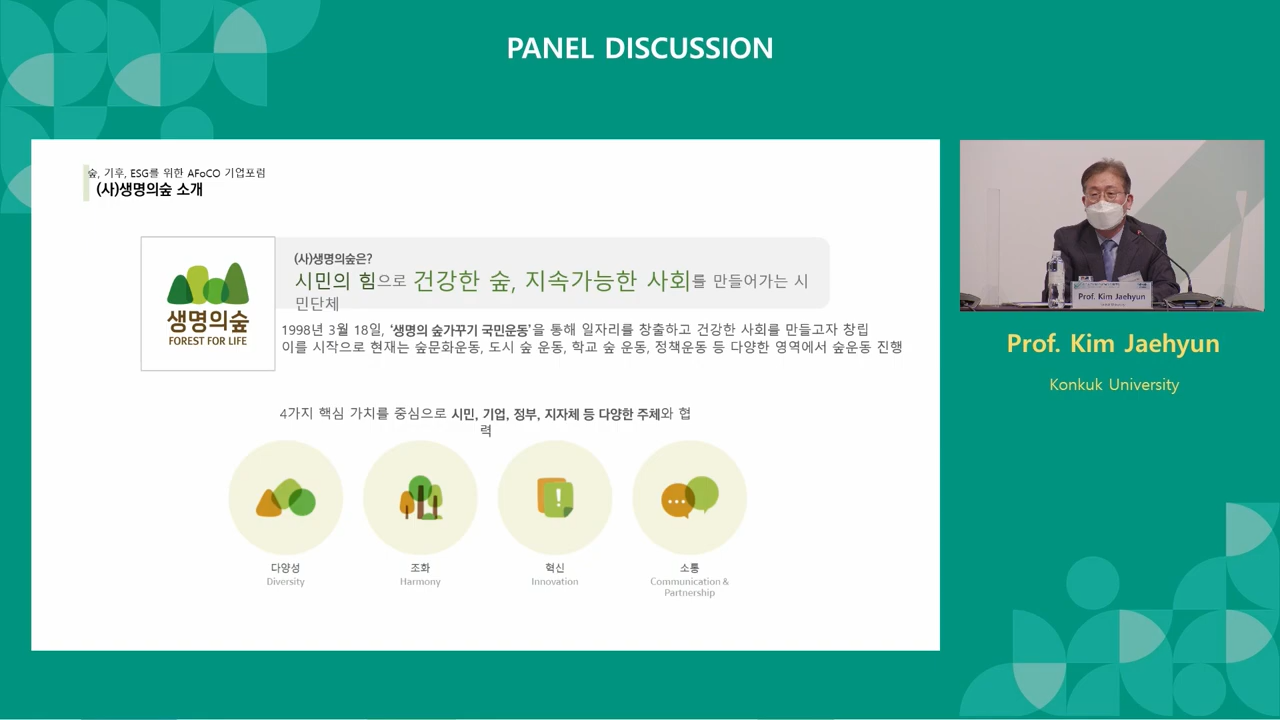 PANEL DISCUSSION
숲, 기후, ESG를 위한 AFoCO 기업포럼
(사)생명의숲 소개
생명의숲
FOREST FOR LIFE
(사)생명의숲은?
시민의 힘으로 건강한 숲, 지속가능한 사회를 만들어가는 시
민단체
1998년 3월 18일, '생명의 숲가꾸기 국민운동'을 통해 일자리를 창출하고 건강한 사회를 만들고자 창립
이를 시작으로 현재는 숲문화운동, 도시 숲 운동, 학교 숲 운동, 정책운동 등 다양한 영역에서 숲운동 진행
4가지 핵심 가치를 중심으로 시민, 기업, 정부, 지자체 등 다양한 주체와 협
력
다양성
Diversity
조화
Harmony
혁신
Innovation
소통
Communication &
Partnership
Prof. Kim Jaehyun
Prof. Kim Jaehyun
Konkuk University